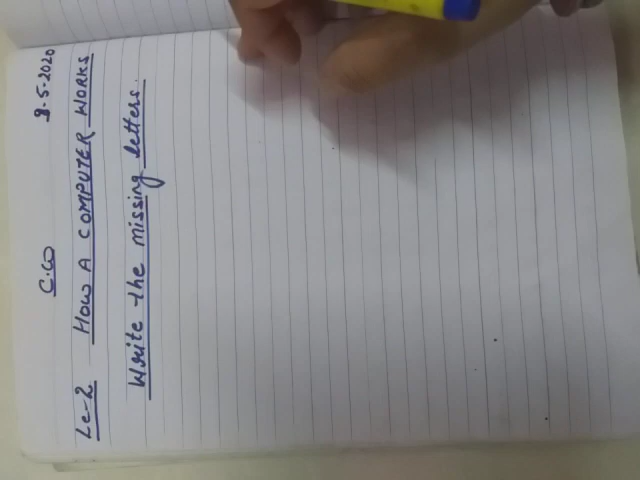 C.W 8-5-2020
Le-2 HOW A COMPUTER WORKS
Write the missing letters.